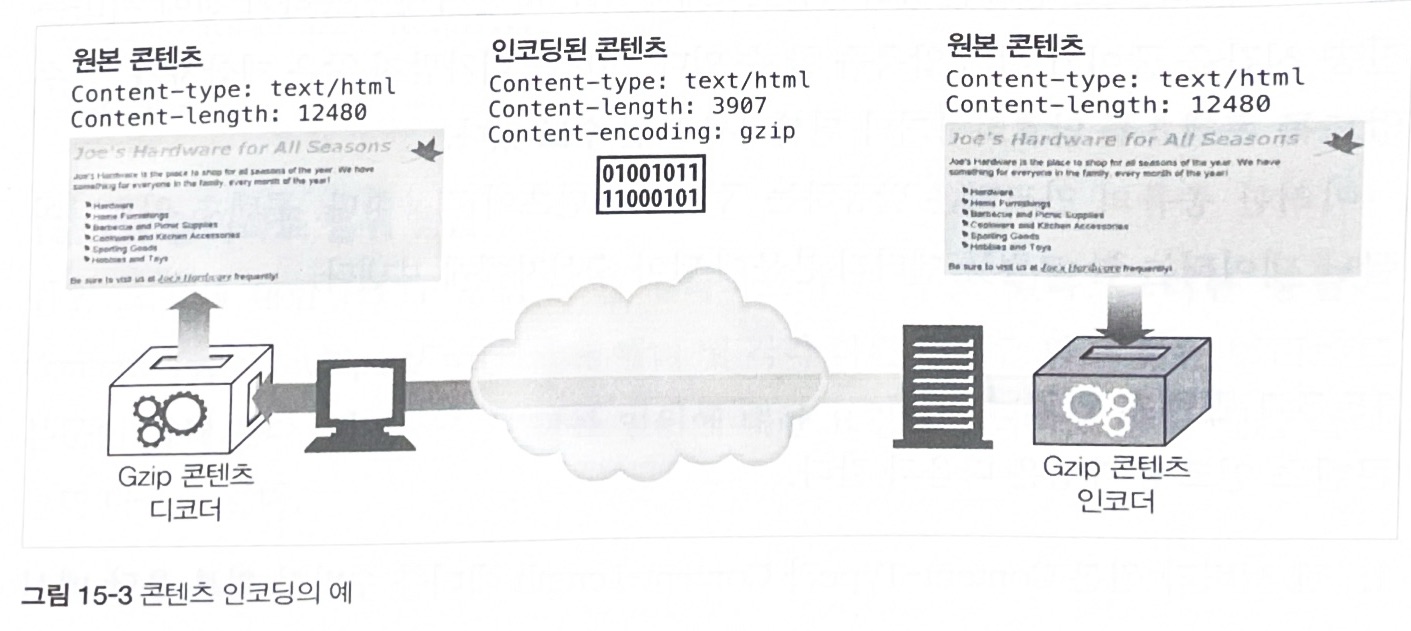 원본 콘텐츠
Content-type: text/html
Content-length: 12480
Joe's Hardware for All Seasons
Joe's Hardware is the place to shop for all seasons of the year. We have
something for everyone in the family, every month of the year!
Hardware
Home Furnishings
Barbecue and Picnic Supplies
Cookware and Kitchen Accessories
Sporting Goods
Hobbies and Toys
Be sure to visit us at Joe's Hardware frequently!
인코딩된 콘텐츠
Content-type: text/html
Content-length: 3907
Content-encoding: gzip
01001011
11000101
원본 콘텐츠
Content-type: text/html
Content-length: 12480
Joe's Hardware for All Seasons
Joe's Hardware is the place to shop for all seasons of the year. We have
something for everyone in the family, every month of the year!
Hardware
Home Furnishings
Barbecue and Picnic Supplies
Cookware and Kitchen Accessories
Sporting Goods
Hobbies and Toys
Be sure to visit us at Joe's Hardware frequently!
Gzip 콘텐츠
디코더
Gzip 콘텐츠
인코더
그림 15-3 콘텐츠 인코딩의 예